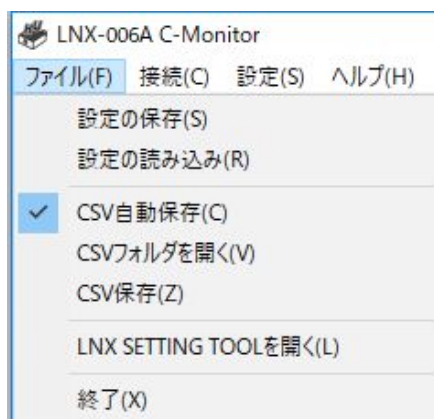 LNX-006A C-Monitor
ファイル(F) 接続(C) 設定(S) ヘルプ(H)
設定の保存(S)
設定の読み込み(R)
CSV自動保存(C)
CSVフォルダを開く(V)
CSV保存(Z)
LNX SETTING TOOLを開く(L)
終了(X)